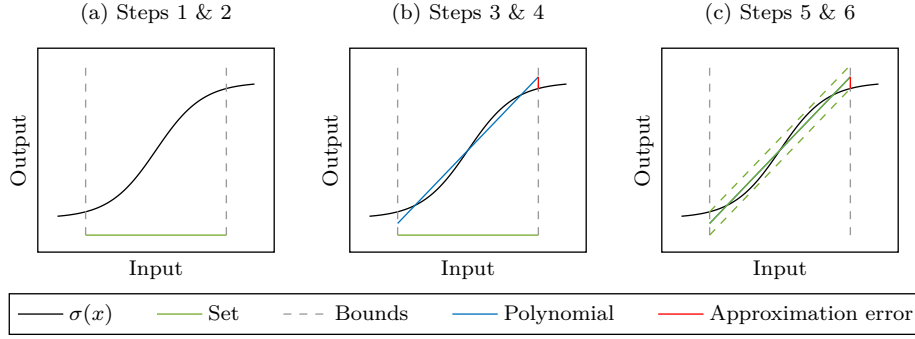 (a) Steps 1 & 2
(b) Steps 3 & 4
(c) Steps 5 & 6
Output
Output
Output
Input
Input
Input
σ(x)
Set
Bounds
Polynomial
Approximation error